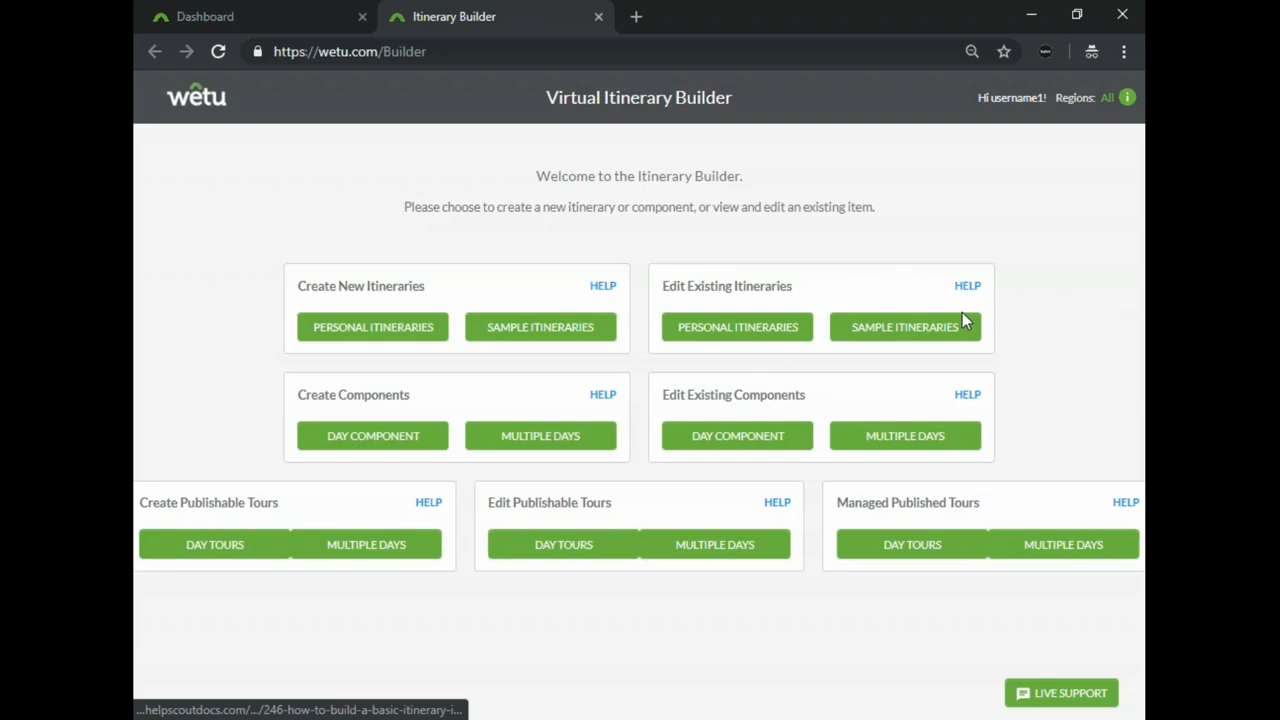 Dashboard
Itinerary Builder
https://wetu.com/Builder
wetu
Virtual Itinerary Builder
Hi username1! Regions: All i
Welcome to the Itinerary Builder.
Please choose to create a new itinerary or component, or view and edit an existing item.
Create New Itineraries HELP
PERSONAL ITINERARIES SAMPLE ITINERARIES
Edit Existing Itineraries HELP
PERSONAL ITINERARIES SAMPLE ITINERARIES
Create Components HELP
DAY COMPONENT MULTIPLE DAYS
Edit Existing Components HELP
DAY COMPONENT MULTIPLE DAYS
Create Publishable Tours HELP
DAY TOURS MULTIPLE DAYS
Edit Publishable Tours HELP
DAY TOURS MULTIPLE DAYS
Managed Published Tours HELP
DAY TOURS MULTIPLE DAYS
LIVE SUPPORT
...helpscoutdocs.com/.../246-how-to-build-a-basic-itinerary-i...